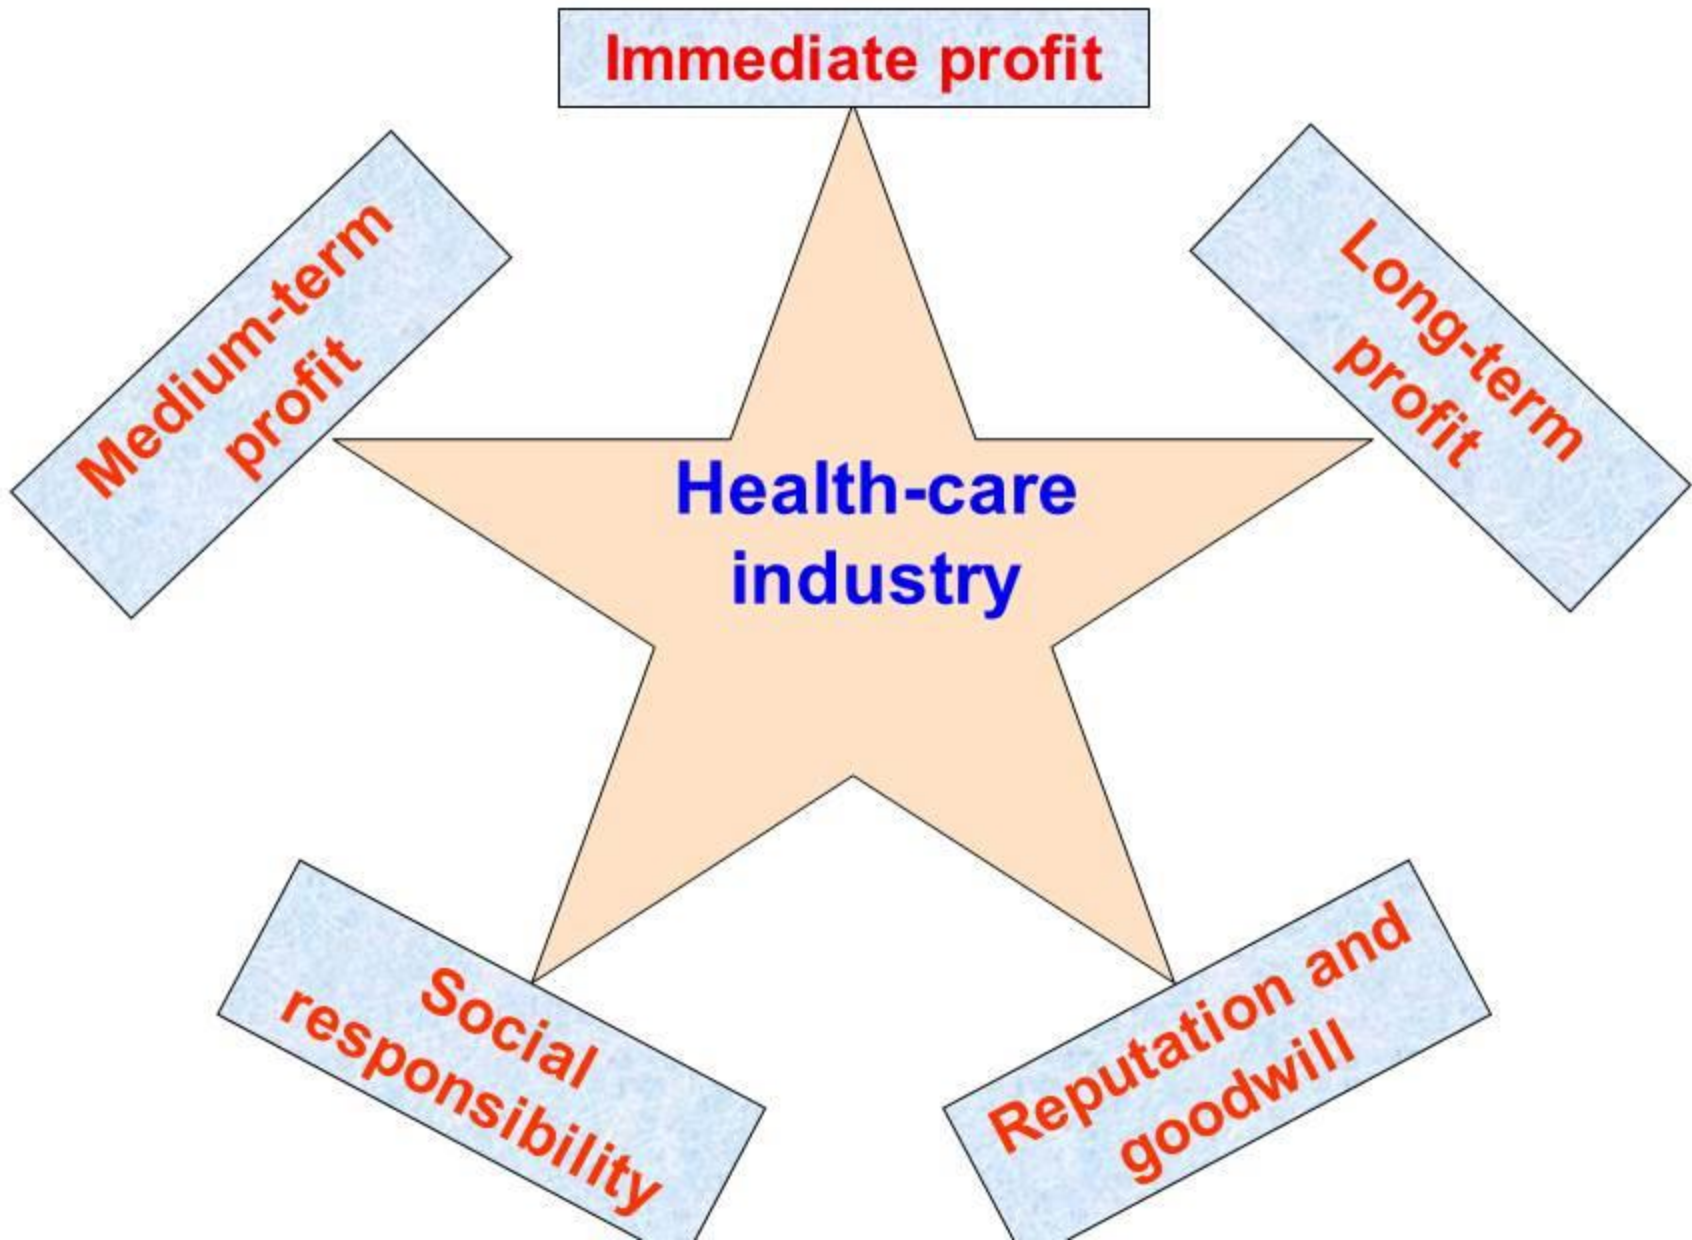 Immediate profit
Medium-term
profit
Long-term
profit
Health-care
industry
Social
responsibility
Reputation and
goodwill